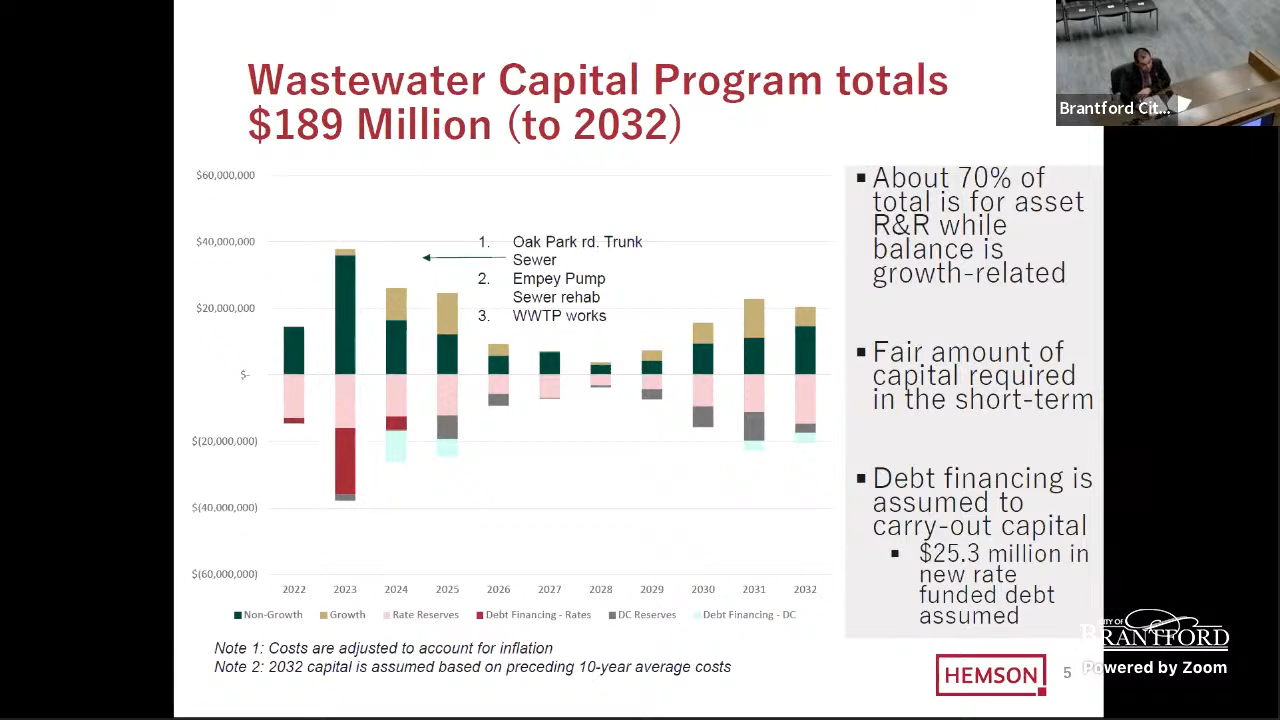 Wastewater Capital Program totals
$189 Million (to 2032)
Brantford Cit...
$60,000,000
$40,000,000
$20,000,000
$-
$(20,000,000)
$(40,000,000)
$(60,000,000)
1. Oak Park rd. Trunk
Sewer
2. Empey Pump
Sewer rehab
3. WWTP works
2022 2023 2024 2025 2026 2027 2028 2029 2030 2031 2032
Non-Growth Growth Rate Reserves Debt Financing - Rates DC Reserves Debt Financing - DC
▪ About 70% of
total is for asset
R&R while
balance is
growth-related
▪ Fair amount of
capital required
in the short-term
▪ Debt financing is
assumed to
carry-out capital
▪ $25.3 million in
new rate
funded debt
assumed
Note 1: Costs are adjusted to account for inflation
Note 2: 2032 capital is assumed based on preceding 10-year average costs
HEMSON
5
CITY OF
BRANTFORD
Powered by Zoom